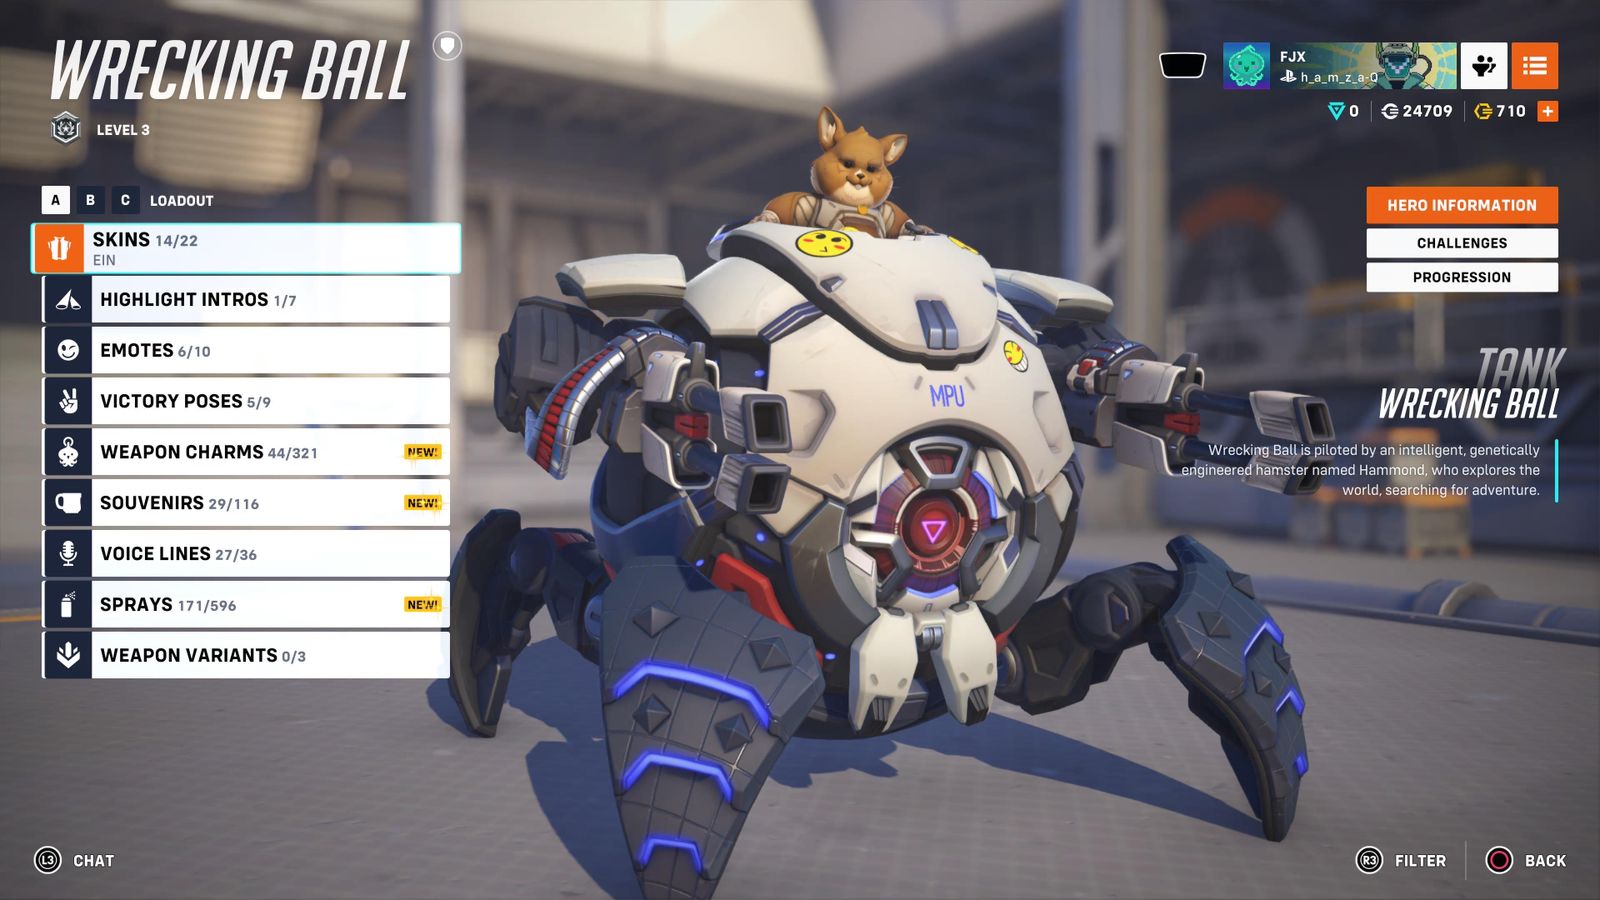 WRECKING BALL
LEVEL 3
A B C LOADOUT
SKINS 14/22
EIN
HIGHLIGHT INTROS 1/7
EMOTES 6/10
VICTORY POSES 5/9
WEAPON CHARMS 44/321 NEW!
SOUVENIRS 29/116 NEW!
VOICE LINES 27/36
SPRAYS 171/596 NEW!
WEAPON VARIANTS 0/3
L3 CHAT
MPU
FJX
h_a_m_z_a-Q
0 24709 710 +
HERO INFORMATION
CHALLENGES
PROGRESSION
TANK
WRECKING BALL
Wrecking Ball is piloted by an intelligent, genetically
engineered hamster named Hammond, who explores the
world, searching for adventure.
R3 FILTER BACK